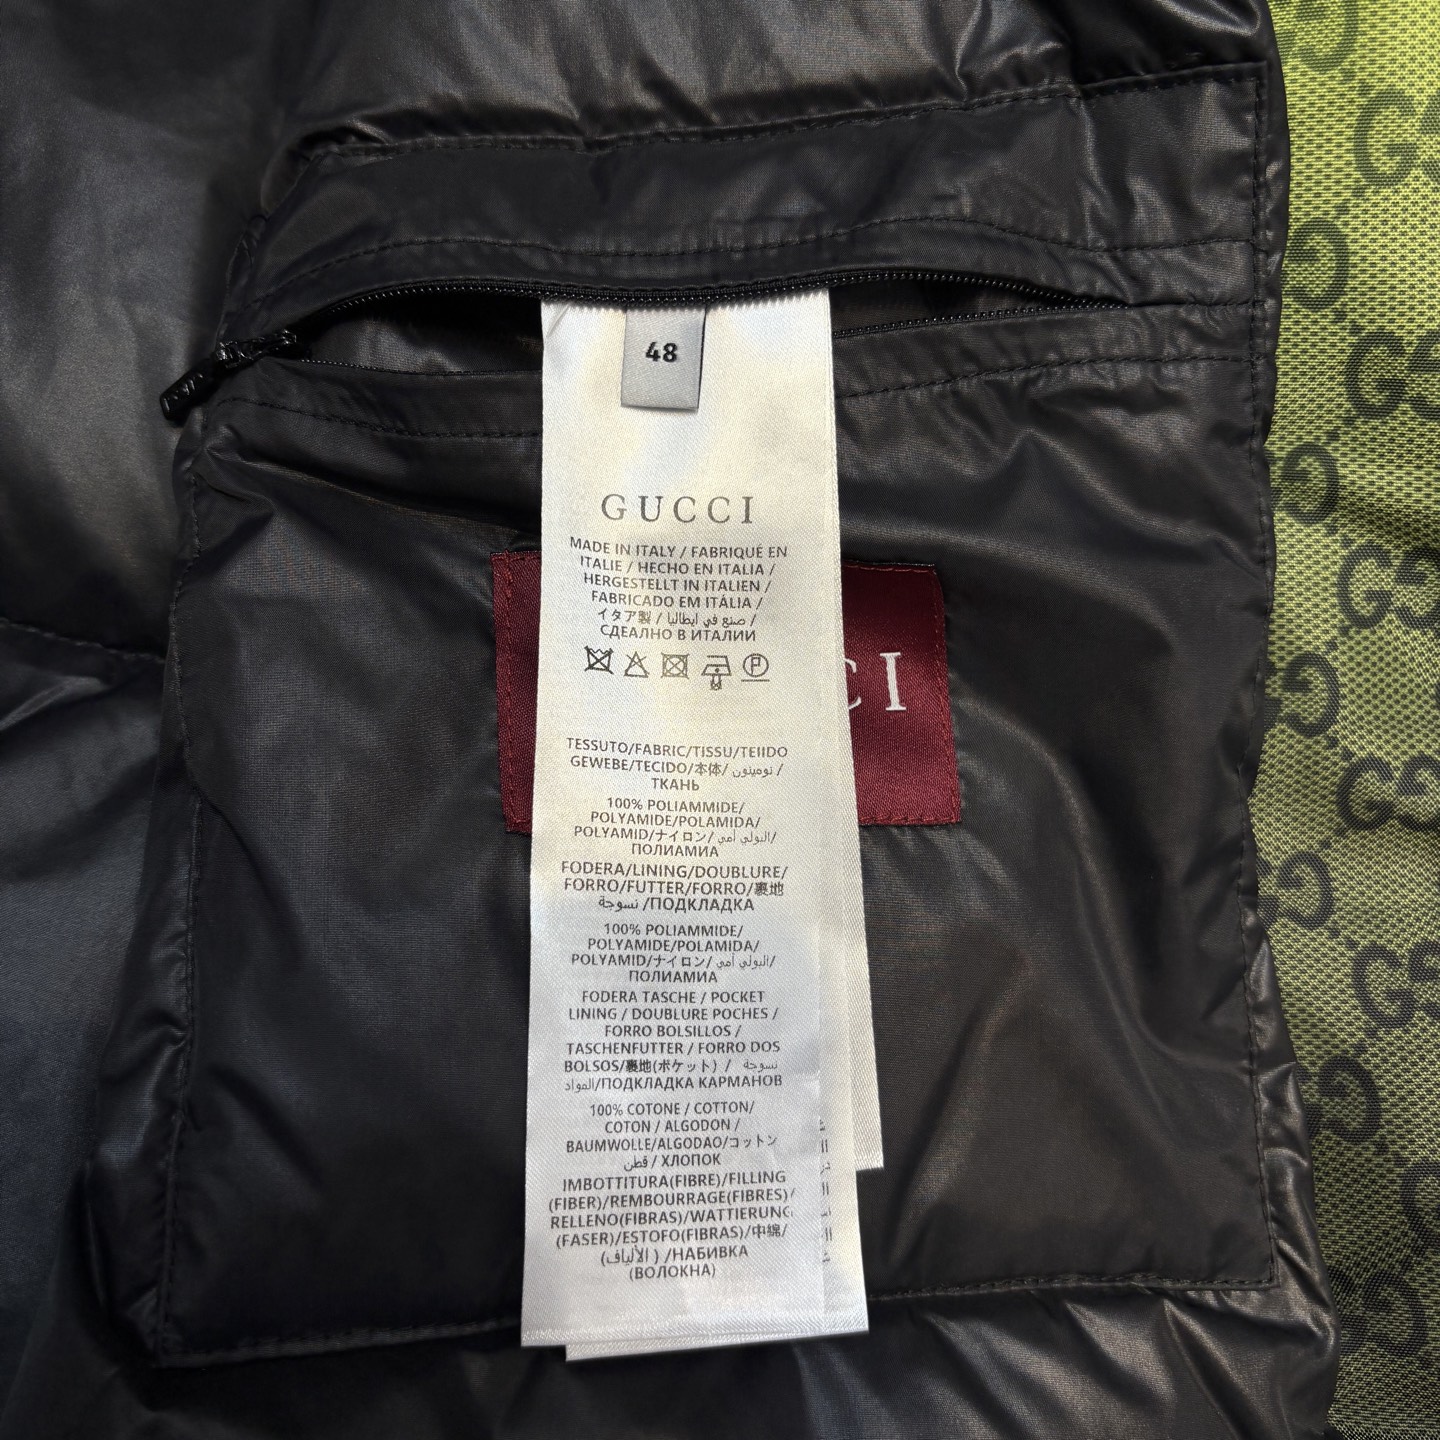 48
GUCCI
MADE IN ITALY / FABRIQUÉ EN
ITALIE / HECHO EN ITALIA /
HERGESTELLT IN ITALIEN /
FABRICADO EM ITÁLIA /
イタリア製 / صنع في ايطاليا /
СДЕАЛНО В ИТАЛИИ
P
CI
TESSUTO/FABRIC/TISSU/TEIIDO
GEWEBE/TECIDO/本体/ نومينون /
ТКАНЬ
100% POLIAMMIDE/
POLYAMIDE/POLAMIDA/
POLYAMID/ナイロン/ البولي أمي/
ПОЛИАМИА
FODERA/LINING/DOUBLURE/
FORRO/FUTTER/FORRO/裏地
نسوجة /ПОДКЛАДКА
100% POLIAMMIDE/
POLYAMIDE/POLAMIDA/
POLYAMID/ナイロン/ البولي أمي/
ПОЛИАМИА
FODERA TASCHE / POCKET
LINING / DOUBLURE POCHES /
FORRO BOLSILLOS /
TASCHENFUTTER / FORRO DOS
BOLSOS/裏地(ポケット) / نسوجة
المواد/ПОДКЛАДКА КАРМАНОВ
100% COTONE / COTTON/
COTON / ALGODON /
BAUMWOLLE/ALGODAO/コットン
قطن / ХЛОПОК
IMBOTTITURA(FIBRE)/FILLING
(FIBER)/REMBOURRAGE(FIBRES)/
RELLENO(FIBRAS)/WATTIERUNG
(FASER)/ESTOFO(FIBRAS)/中綿/
(الألياف ) /НАБИВКА
(ВОЛОКНА)